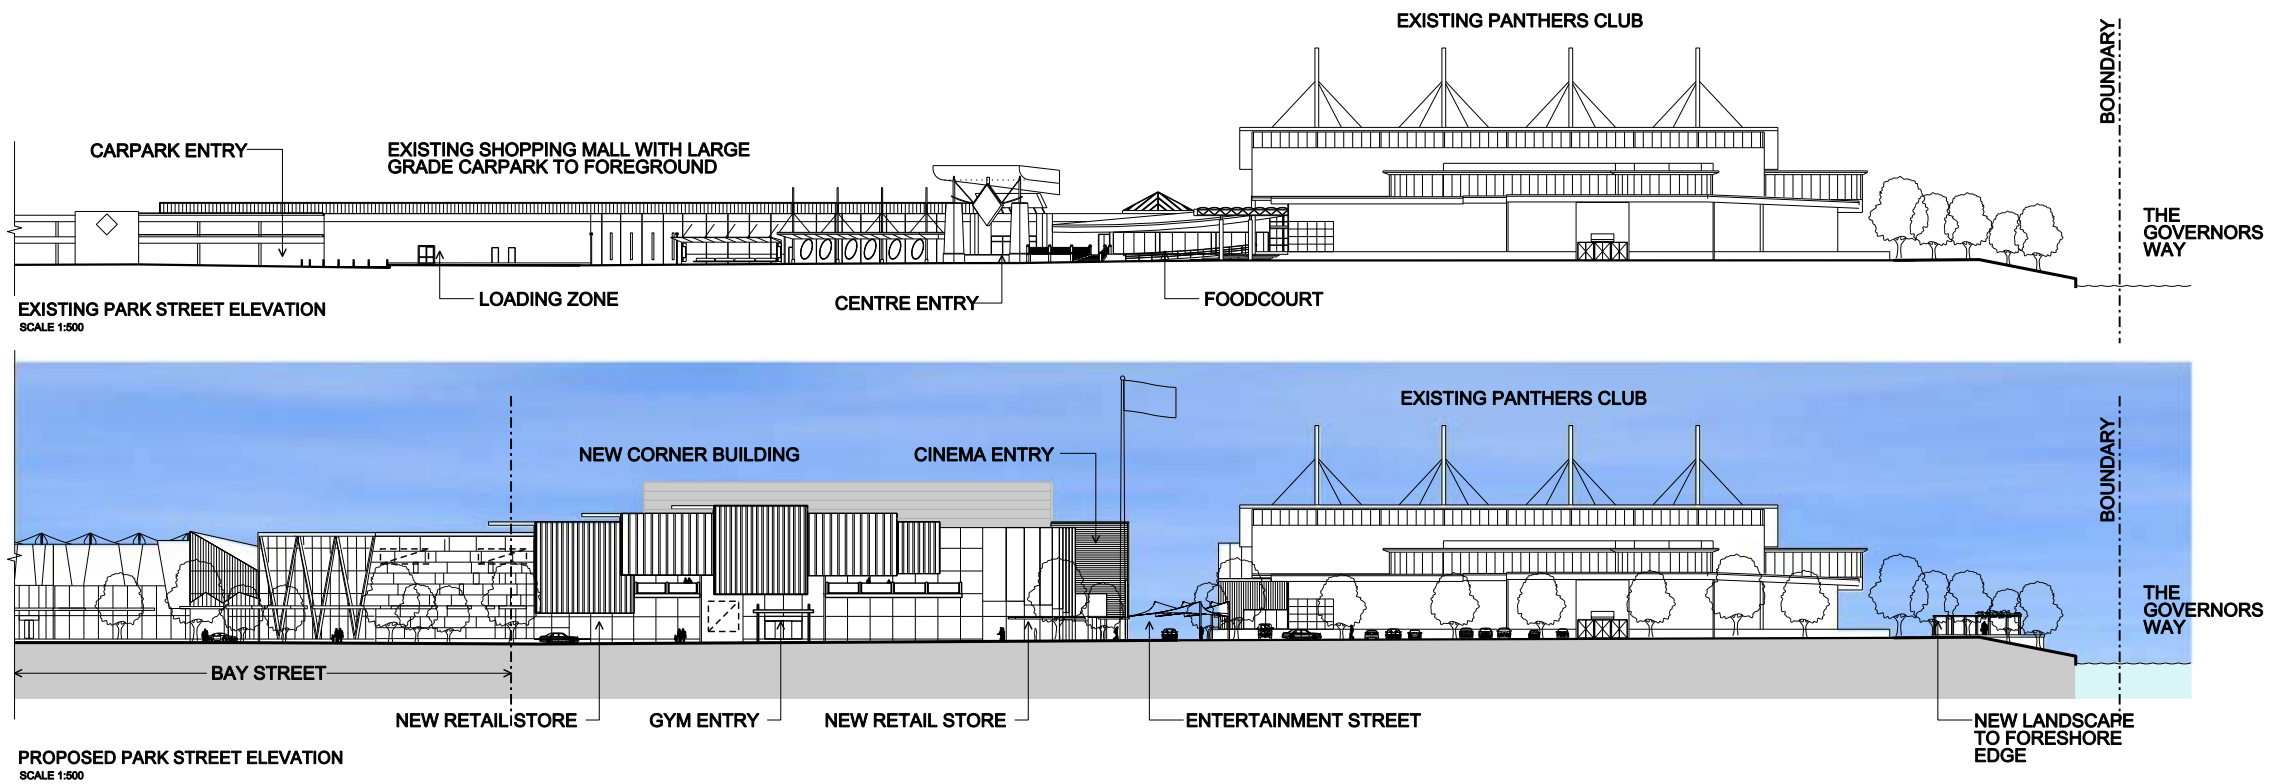 EXISTING PANTHERS CLUB
BOUNDARY
CARPARK ENTRY
EXISTING SHOPPING MALL WITH LARGE
GRADE CARPARK TO FOREGROUND
THE
GOVERNORS
WAY
LOADING ZONE
CENTRE ENTRY
FOODCOURT
EXISTING PARK STREET ELEVATION
SCALE 1:500
EXISTING PANTHERS CLUB
BOUNDARY
NEW CORNER BUILDING
CINEMA ENTRY
THE
GOVERNORS
WAY
BAY STREET
NEW RETAIL STORE
GYM ENTRY
NEW RETAIL STORE
ENTERTAINMENT STREET
NEW LANDSCAPE
TO FORESHORE
EDGE
PROPOSED PARK STREET ELEVATION
SCALE 1:500